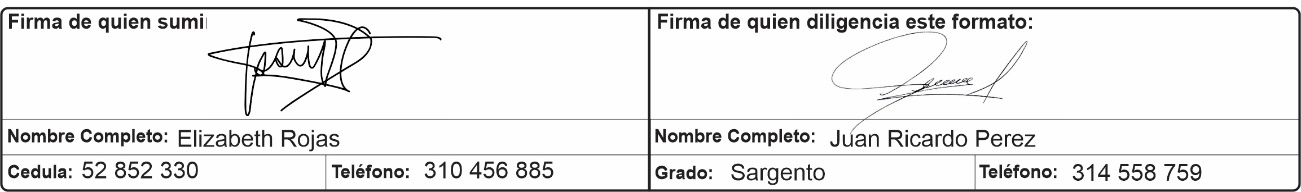 Firma de quien sumi
Firma de quien diligencia este formato:
Nombre Completo: Elizabeth Rojas
Nombre Completo: Juan Ricardo Perez
Cedula: 52 852 330 Teléfono: 310 456 885
Grado: Sargento Teléfono: 314 558 759